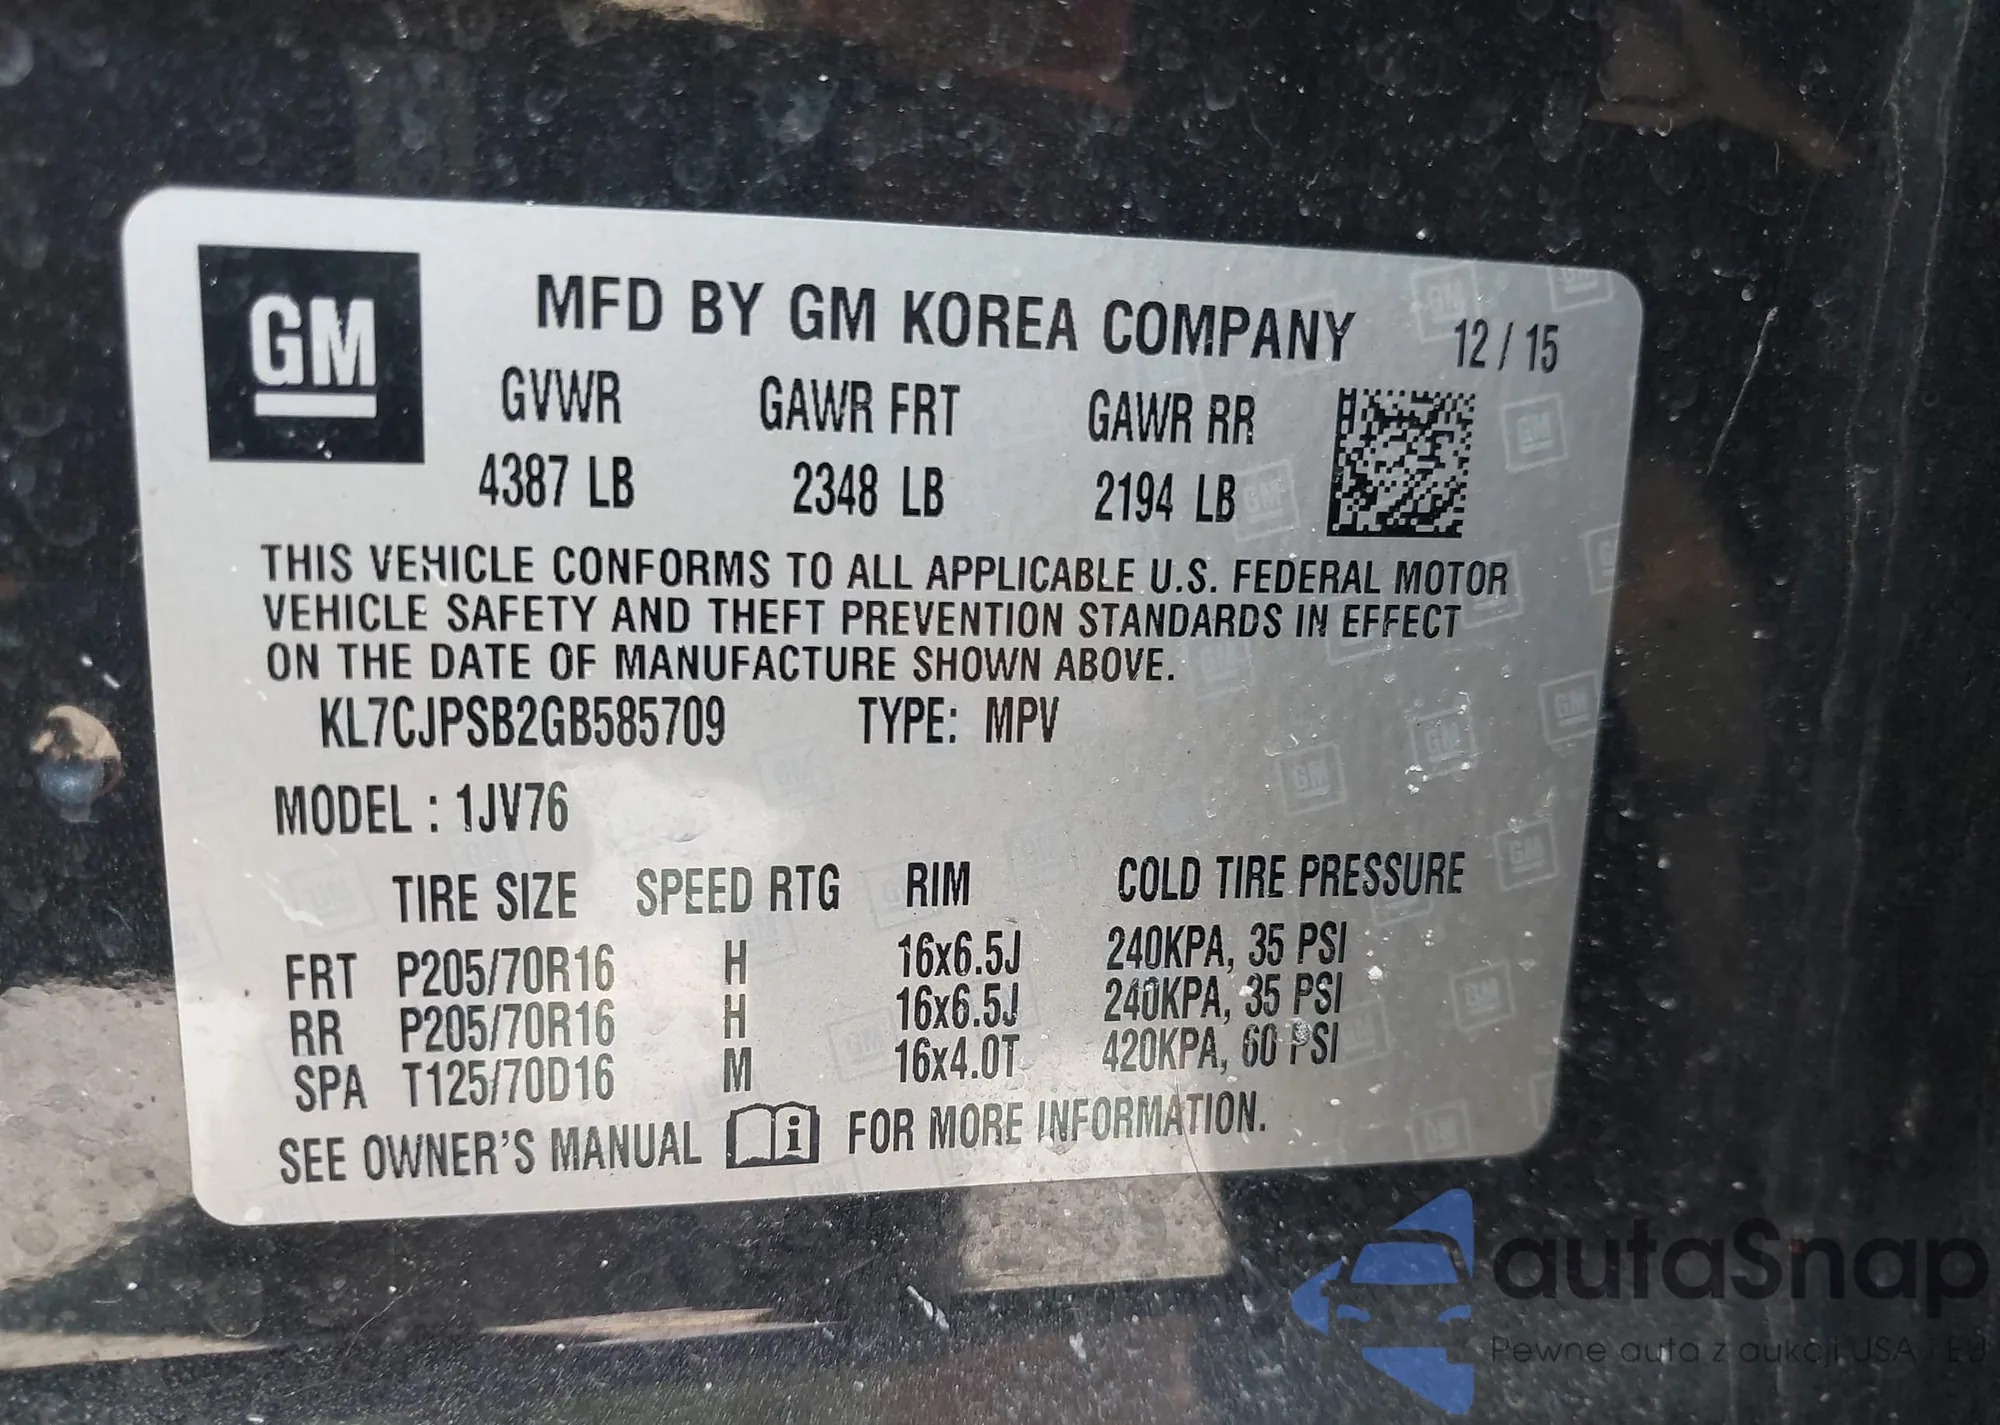 GM
MFD BY GM KOREA COMPANY 12 / 15
GVWR GAWR FRT GAWR RR
4387 LB 2348 LB 2194 LB
THIS VEHICLE CONFORMS TO ALL APPLICABLE U.S. FEDERAL MOTOR
VEHICLE SAFETY AND THEFT PREVENTION STANDARDS IN EFFECT
ON THE DATE OF MANUFACTURE SHOWN ABOVE.
KL7CJPSB2GB585709 TYPE: MPV
MODEL : 1JV76
TIRE SIZE SPEED RTG RIM COLD TIRE PRESSURE
FRT P205/70R16 H 16x6.5J 240KPA, 35 PSI
RR P205/70R16 H 16x6.5J 240KPA, 35 PSI
SPA T125/70D16 M 16x4.0T 420KPA, 60 PSI
SEE OWNER'S MANUAL i FOR MORE INFORMATION.
autaSnap
Pewne auta z aukcji USA i EU